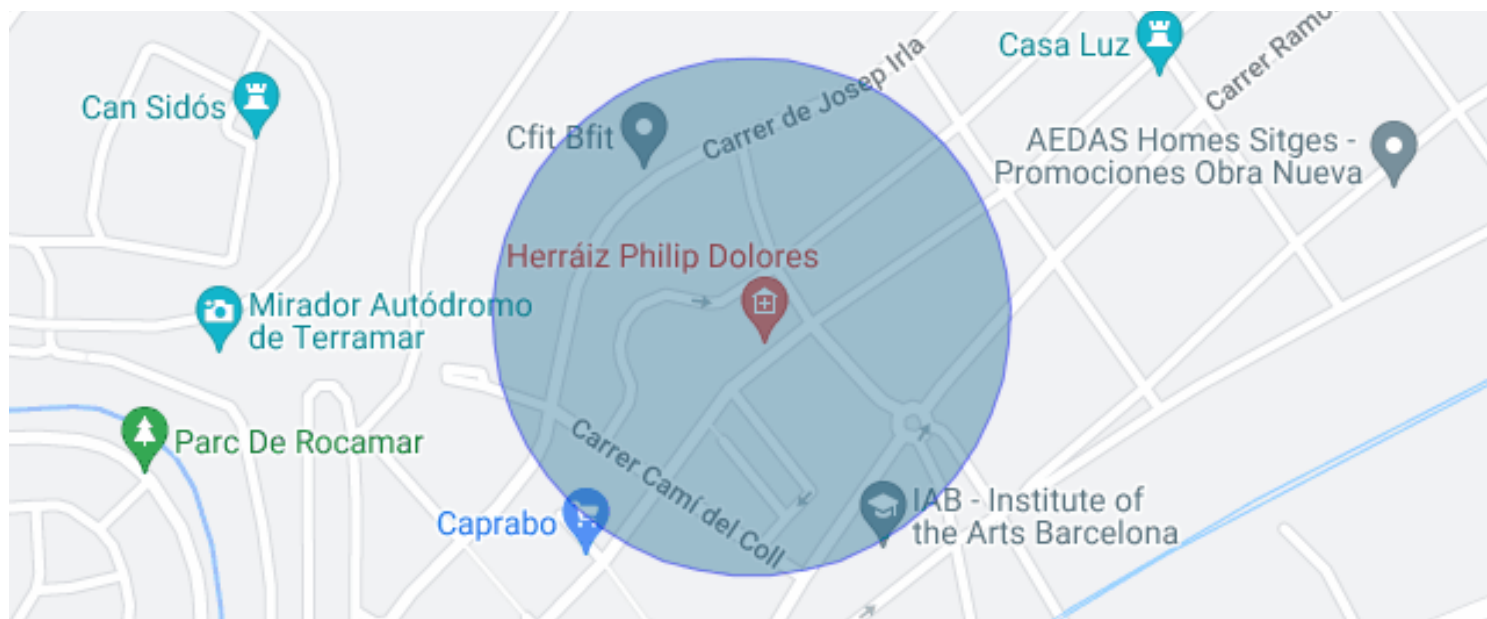 Casa Luz
Carrer Ramo
Can Sidós
Cfit Bfit
Carrer de Josep Irla
AEDAS Homes Sitges -
Promociones Obra Nueva
Herráiz Philip Dolores
Mirador Autódromo
de Terramar
Parc De Rocamar
Carrer Camí del Coll
Caprabo
IAB - Institute of
the Arts Barcelona